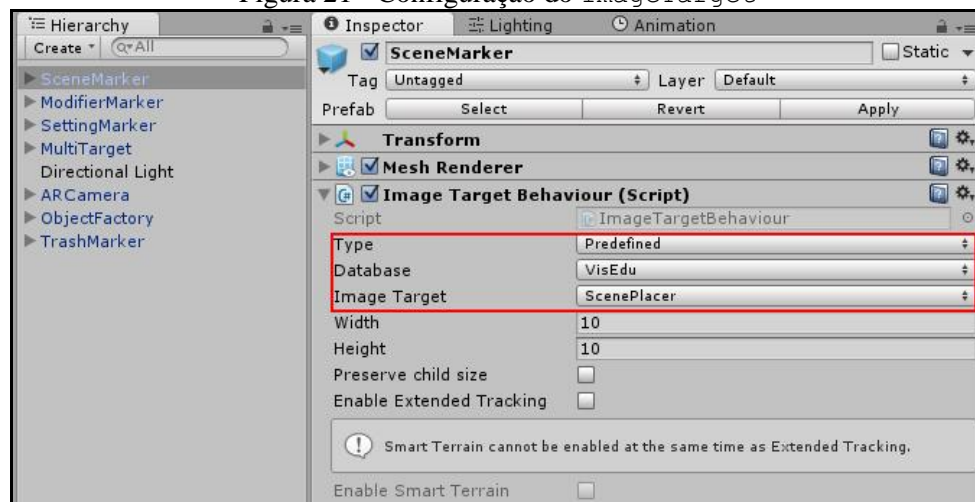 Figura 21 - Configuração do ImageTarget
Hierarchy
Create
All
SceneMarker
ModifierMarker
SettingMarker
MultiTarget
Directional Light
ARCamera
ObjectFactory
TrashMarker
Inspector Lighting Animation
SceneMarker Static
Tag Untagged Layer Default
Prefab Select Revert Apply
Transform
Mesh Renderer
Image Target Behaviour (Script)
Script ImageTargetBehaviour
Type Predefined
Database VisEdu
Image Target ScenePlacer
Width 10
Height 10
Preserve child size
Enable Extended Tracking
Smart Terrain cannot be enabled at the same time as Extended Tracking.
Enable Smart Terrain